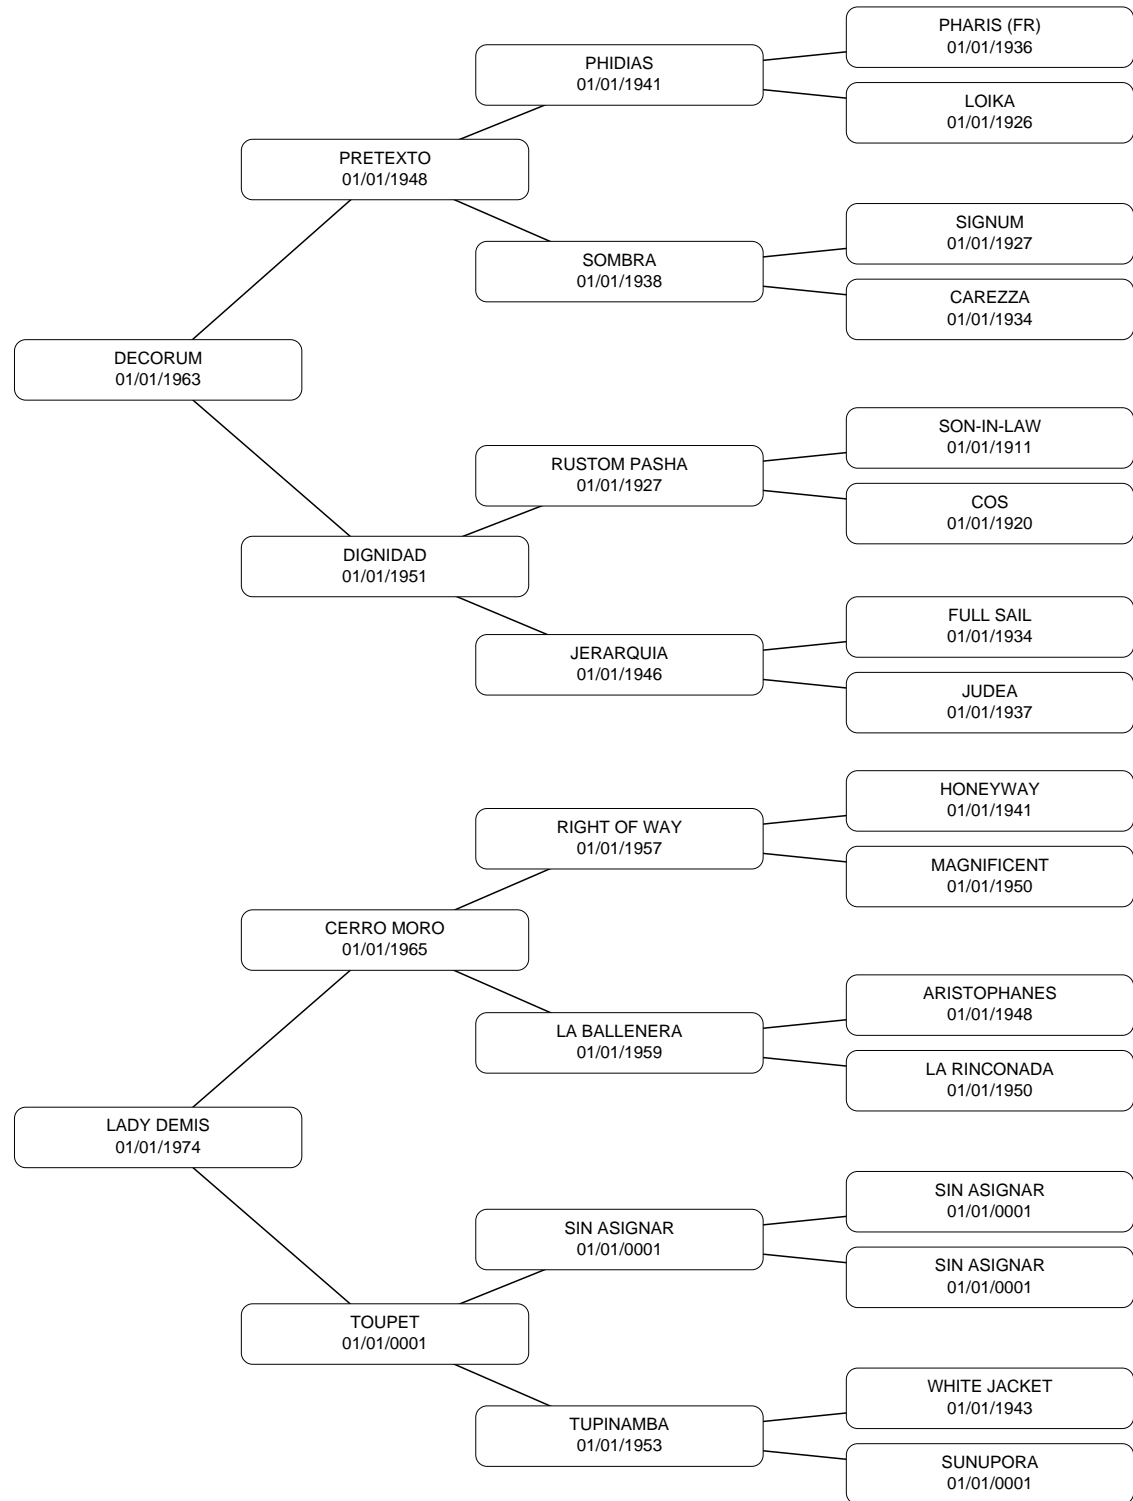 PHARIS (FR)
01/01/1936
PHIDIAS
01/01/1941
LOIKA
01/01/1926
PRETEXTO
01/01/1948
SIGNUM
01/01/1927
SOMBRA
01/01/1938
CAREZZA
01/01/1934
DECORUM
01/01/1963
SON-IN-LAW
01/01/1911
RUSTOM PASHA
01/01/1927
COS
01/01/1920
DIGNIDAD
01/01/1951
FULL SAIL
01/01/1934
JERARQUIA
01/01/1946
JUDEA
01/01/1937
HONEYWAY
01/01/1941
RIGHT OF WAY
01/01/1957
MAGNIFICENT
01/01/1950
CERRO MORO
01/01/1965
ARISTOPHANES
01/01/1948
LA BALLENERA
01/01/1959
LA RINCONADA
01/01/1950
LADY DEMIS
01/01/1974
SIN ASIGNAR
01/01/0001
SIN ASIGNAR
01/01/0001
SIN ASIGNAR
01/01/0001
TOUPET
01/01/0001
WHITE JACKET
01/01/1943
TUPINAMBA
01/01/1953
SUNUPORA
01/01/0001